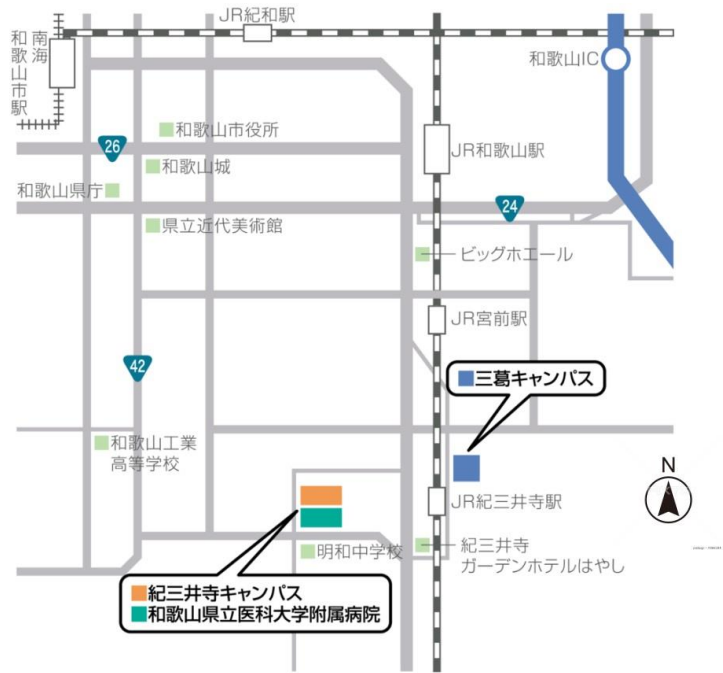 JR紀和駅
南海
和歌山市駅
和歌山IC
和歌山市役所
26
JR和歌山駅
和歌山城
和歌山県庁
24
県立近代美術館
ビッグホエール
JR宮前駅
42
三葛キャンパス
和歌山工業
高等学校
N
JR紀三井寺駅
明和中学校
紀三井寺
ガーデンホテルはやし
紀三井寺キャンパス
和歌山県立医科大学附属病院